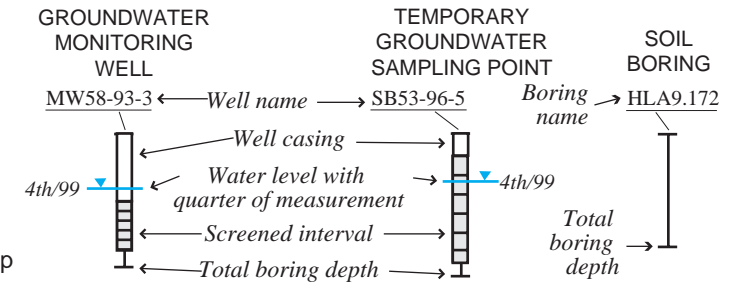 GROUNDWATER
MONITORING
WELL
TEMPORARY
GROUNDWATER
SAMPLING POINT
SOIL
BORING
MW58-93-3
Well name
SB53-96-5
Boring
name
HLA9.172
Well casing
4th/99
Water level with
quarter of measurement
4th/99
Screened interval
Total boring depth
Total
boring
depth
p